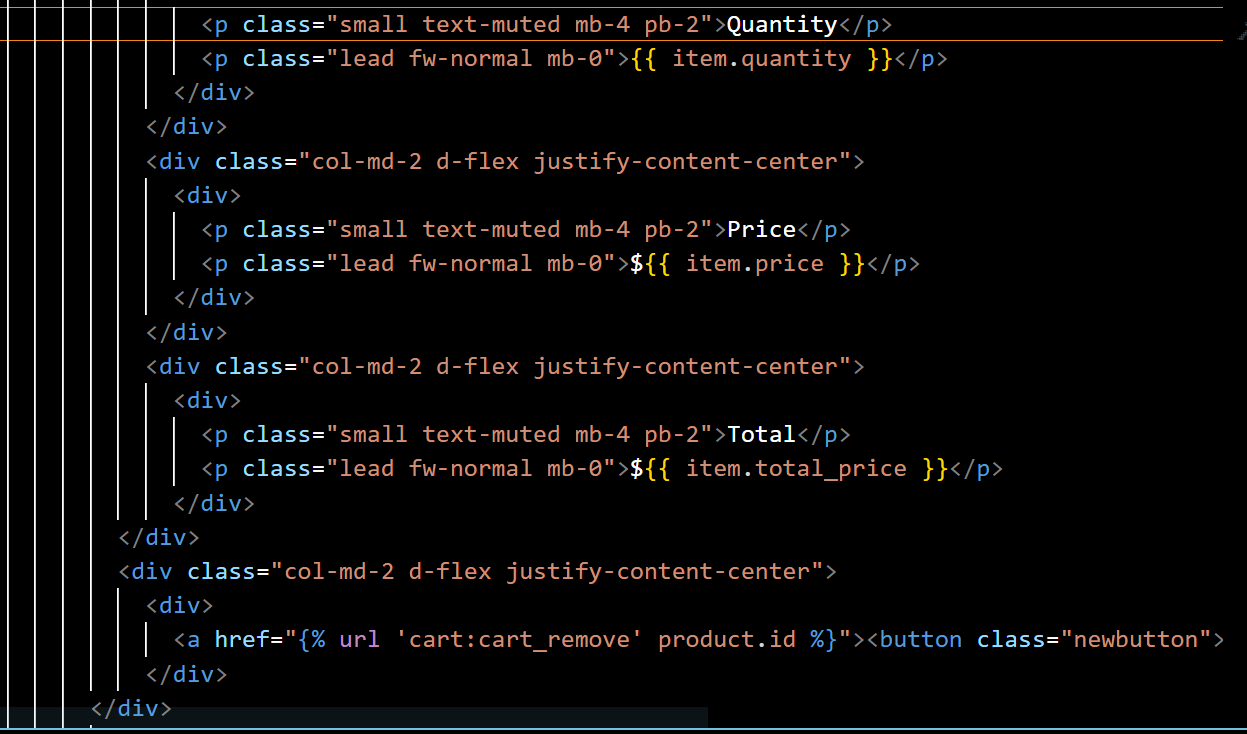 <p class="small text-muted mb-4 pb-2">Quantity</p>
<p class="lead fw-normal mb-0">{{ item.quantity }}</p>
</div>
</div>
<div class="col-md-2 d-flex justify-content-center">
<div>
<p class="small text-muted mb-4 pb-2">Price</p>
<p class="lead fw-normal mb-0">${{ item.price }}</p>
</div>
</div>
<div class="col-md-2 d-flex justify-content-center">
<div>
<p class="small text-muted mb-4 pb-2">Total</p>
<p class="lead fw-normal mb-0">${{ item.total_price }}</p>
</div>
</div>
<div class="col-md-2 d-flex justify-content-center">
<div>
<a href="{% url 'cart:cart_remove' product.id %}"><button class="newbutton">
</div>
</div>